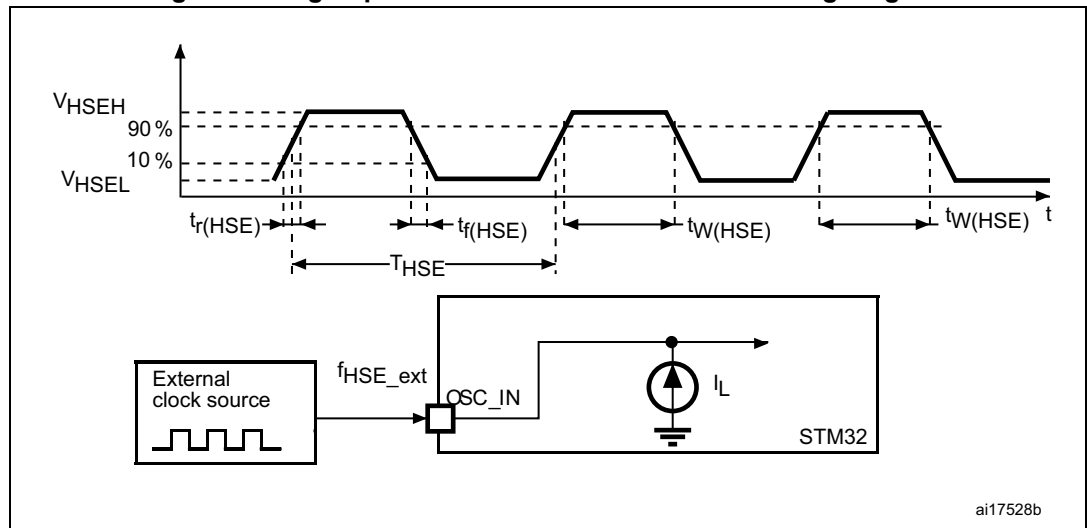 VHSEH
90 %
10 %
VHSEL
tr(HSE)
tf(HSE)
tW(HSE)
tW(HSE)
t
THSE
External
clock source
fHSE_ext
OSC_IN
IL
STM32
ai17528b